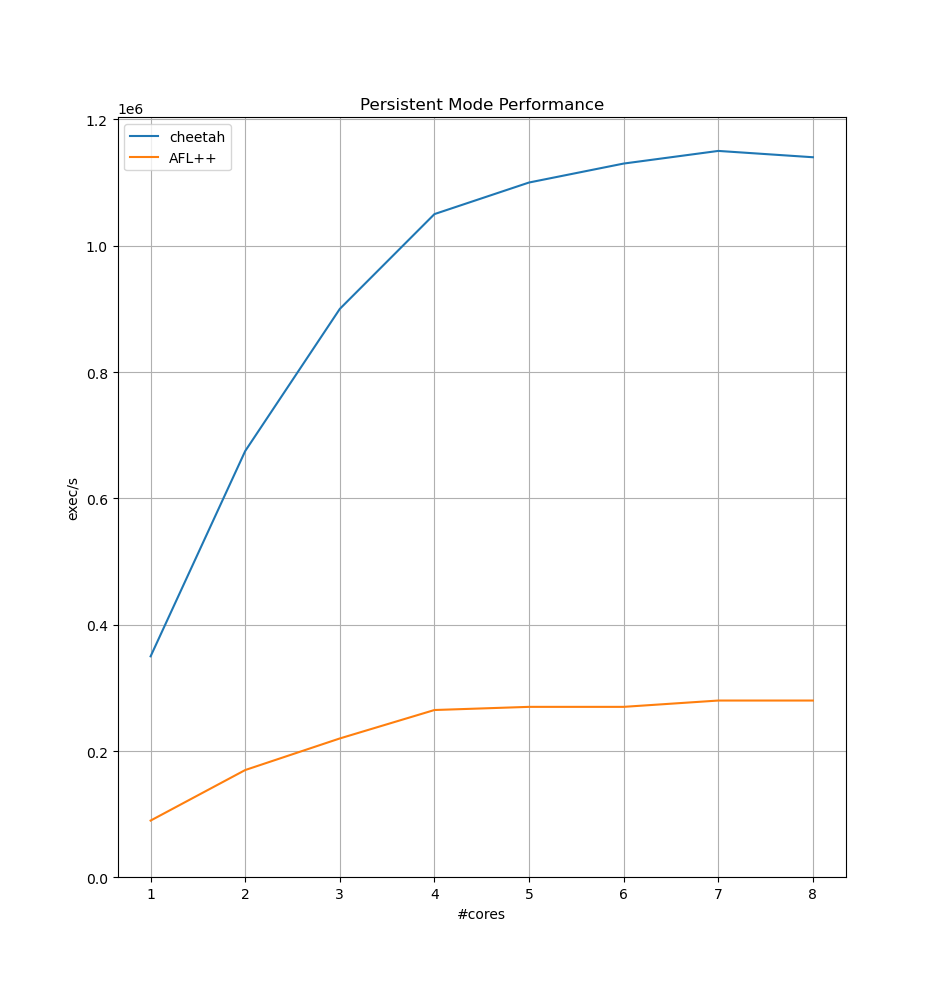 Persistent Mode Performance
1e6
cheetah
AFL++
1.2
1.0
0.8
0.6
0.4
0.2
0.0
exec/s
1 2 3 4 5 6 7 8
#cores